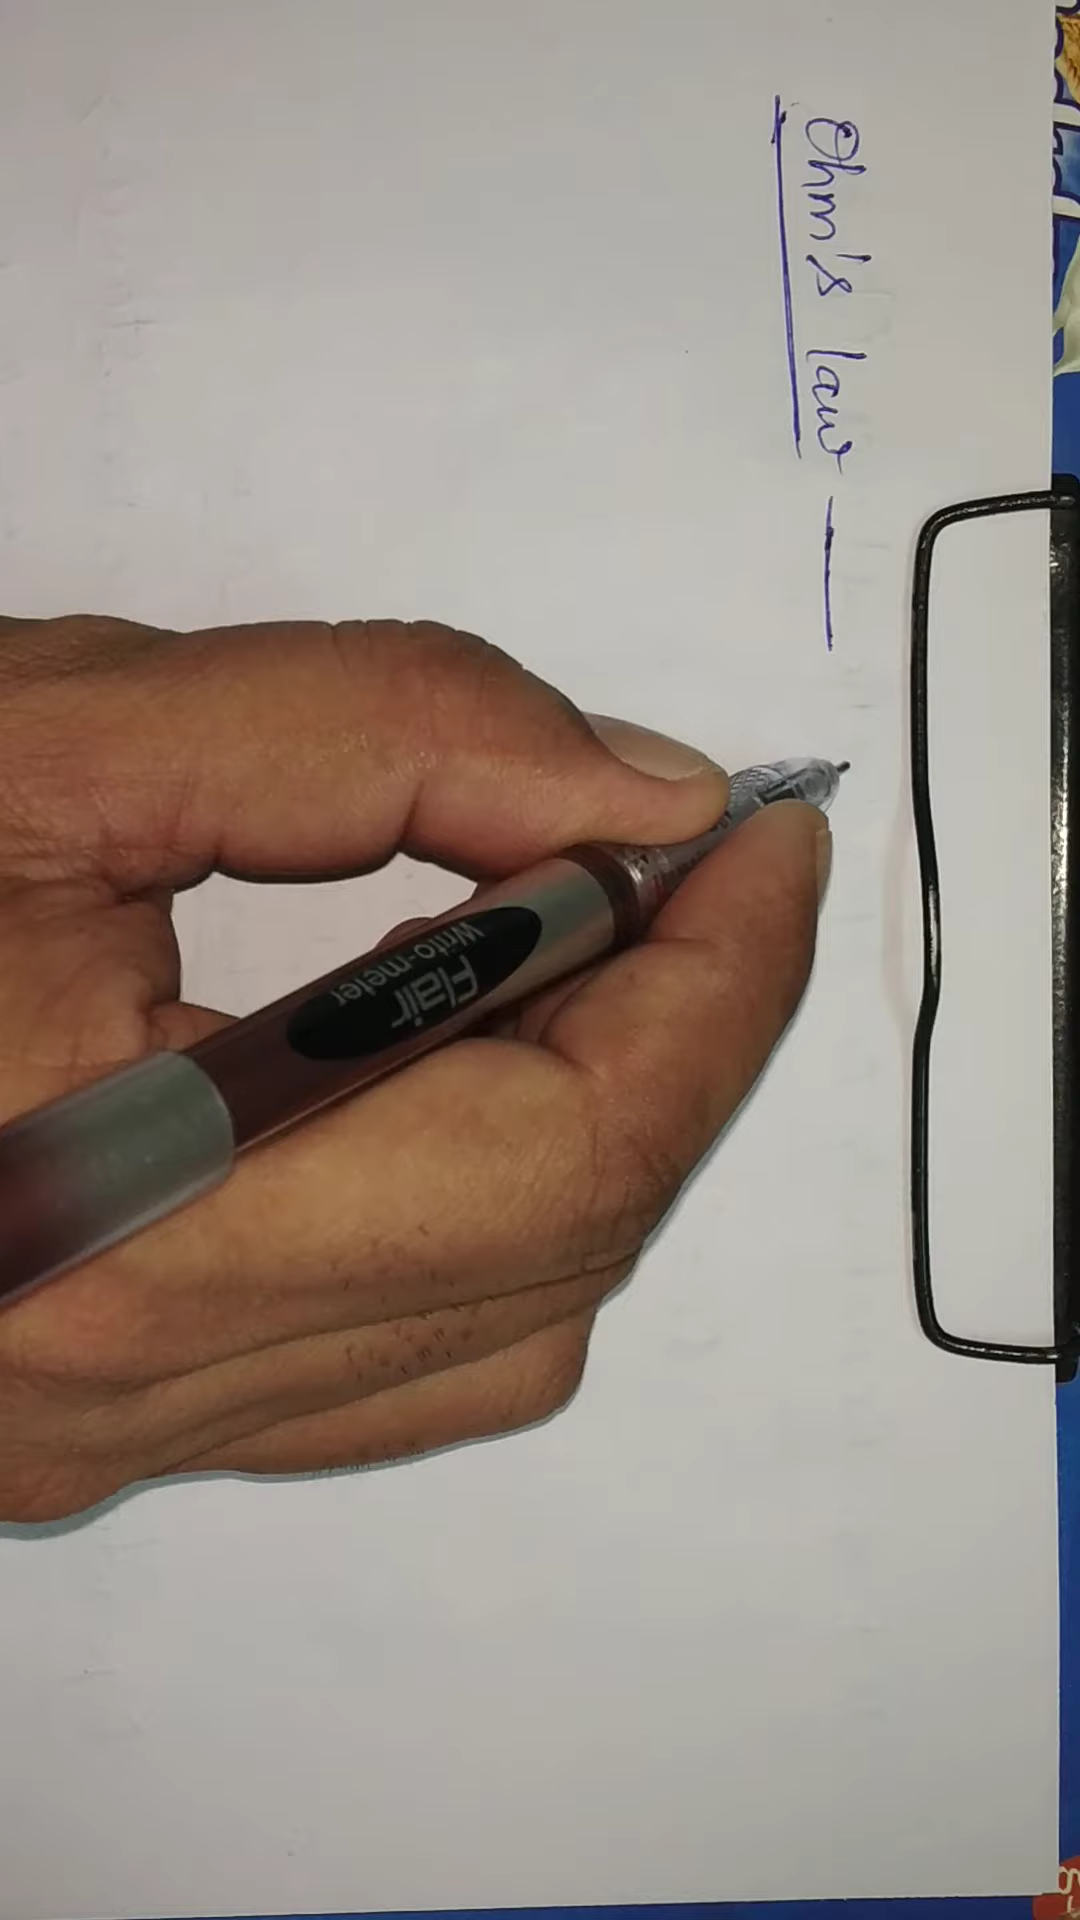 Ohm's law —
Flair
Writo-meter